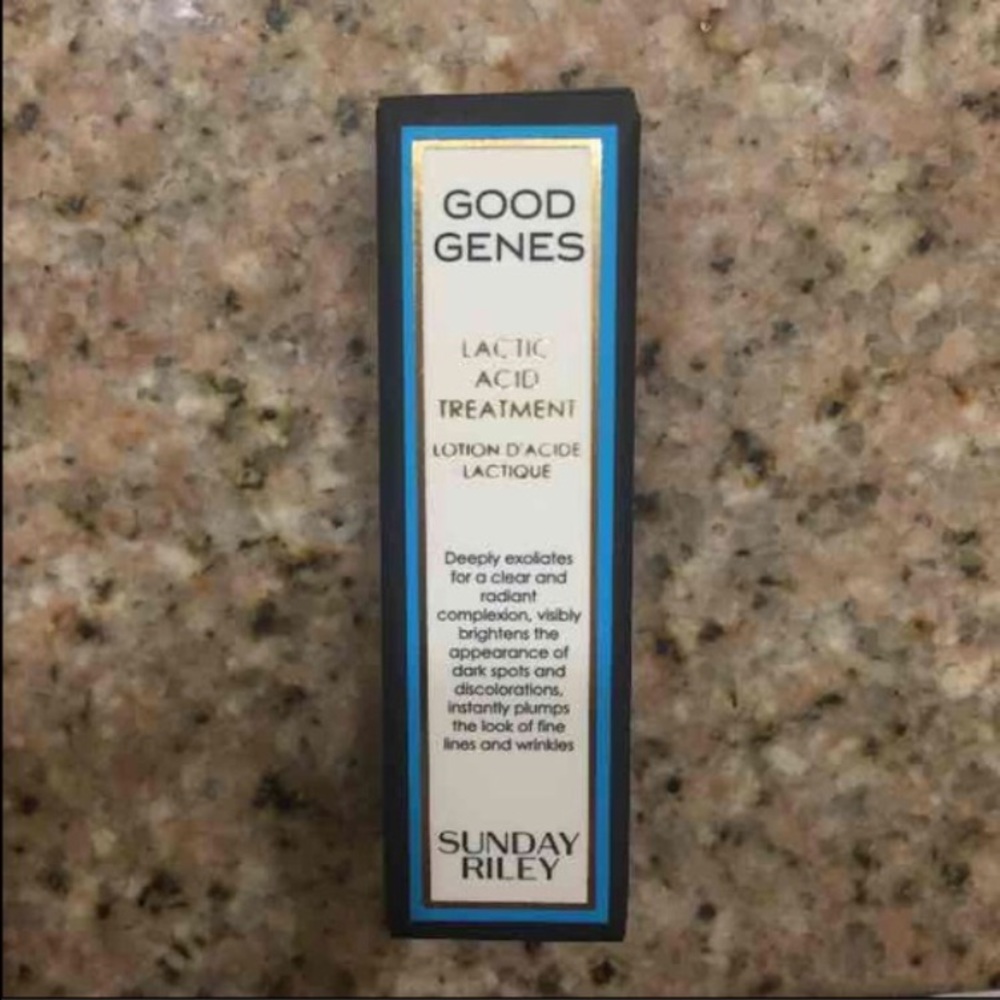 GOOD
GENES
LACTIC
ACID
TREATMENT
LOTION D'ACIDE
LACTIQUE
Deeply exoliates
for a clear and
radiant
complexion, visibly
brightens the
appearance of
dark spots and
discolorations,
instantly plumps
the look of fine
lines and wrinkles
SUNDAY
RILEY